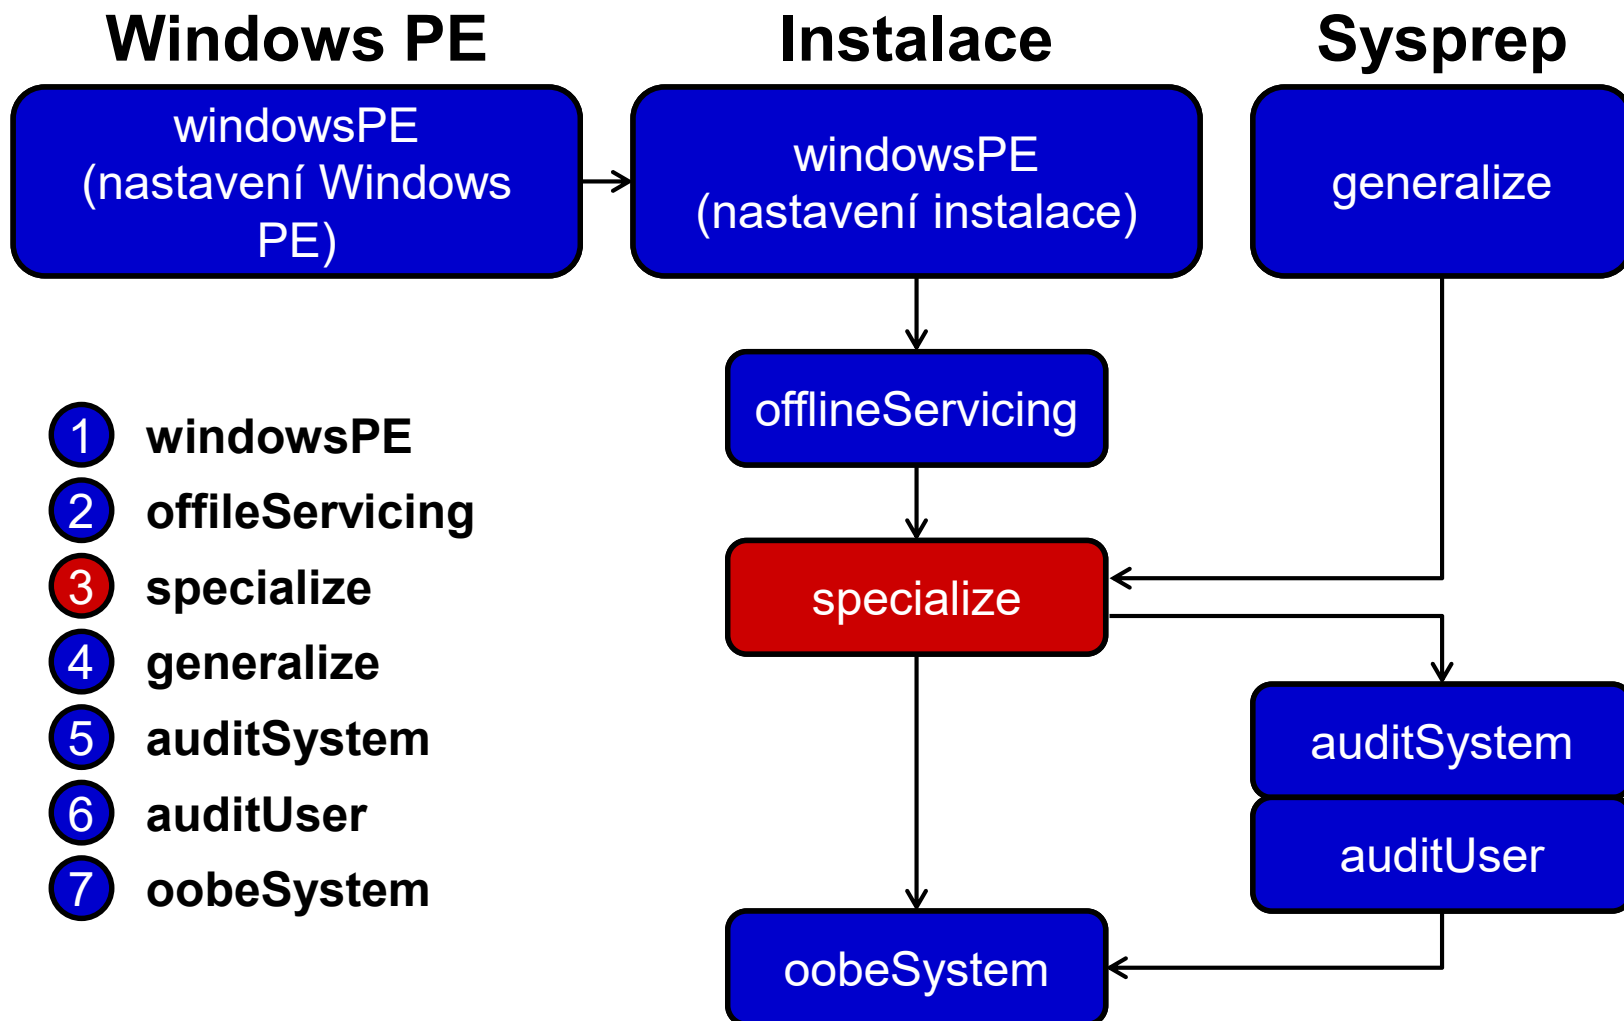 Windows PE
Instalace
Sysprep
windowsPE
(nastavení Windows
PE)
windowsPE
(nastavení instalace)
generalize
offlineServicing
1 windowsPE
2 offileServicing
3 specialize
4 generalize
5 auditSystem
6 auditUser
7 oobeSystem
specialize
auditSystem
auditUser
oobeSystem